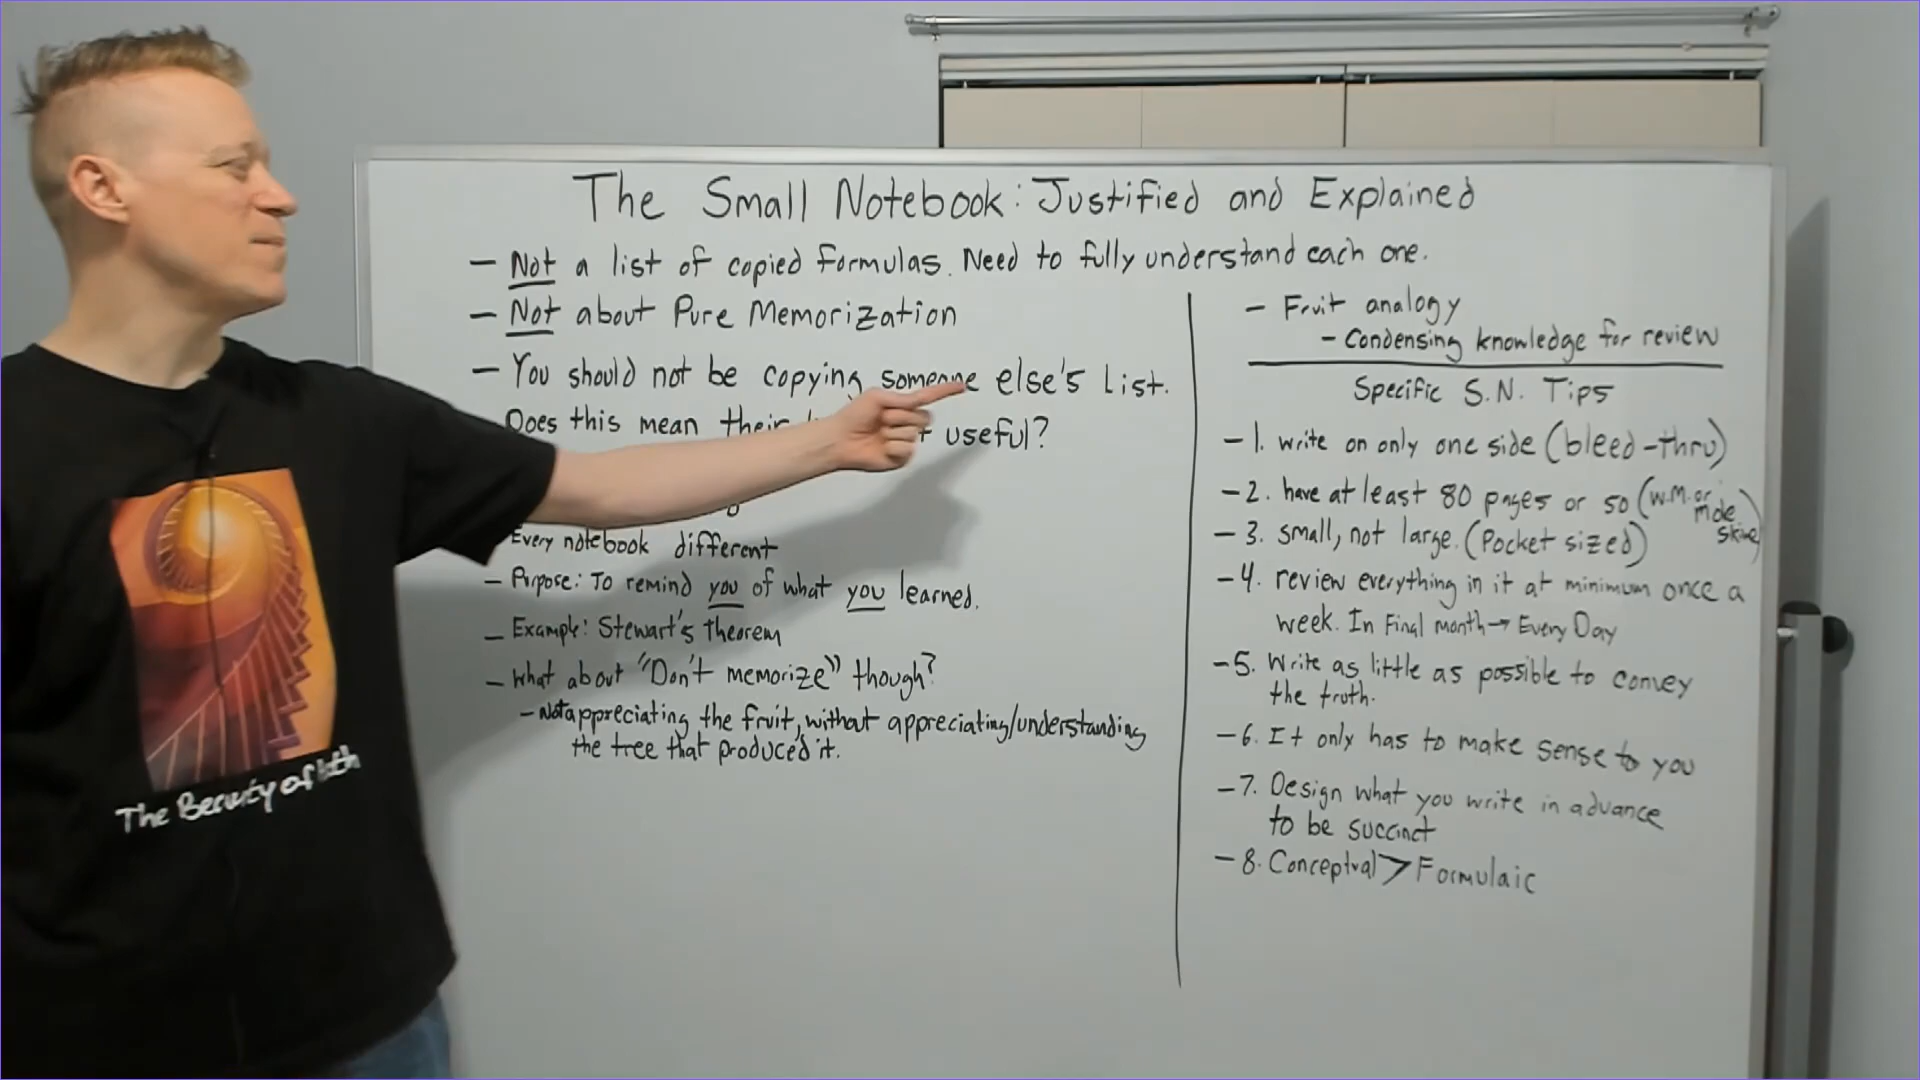 The Small Notebook: Justified and Explained
- Not a list of copied formulas. Need to fully understand each one.
- Not about Pure Memorization
- You should not be copying someone else's list.
Does this mean their useful?
Every notebook different
- Purpose: To remind you of what you learned.
- Example: Stewart's Theorem
- What about "Don't memorize" though?
- Not appreciating the fruit, without appreciating/understanding
the tree that produced it.
- Fruit analogy
- Condensing knowledge for review
Specific S.N. Tips
- 1. write on only one side (bleed-thru)
- 2. have at least 80 pages or so (W.M. or
mole
skine)
- 3. small, not large. (Pocket sized)
- 4. review everything in it at minimum once a
week. In Final month → Every Day
- 5. Write as little as possible to convey
the truth.
- 6. It only has to make sense to you
- 7. Design what you write in advance
to be succinct
- 8. Conceptual > Formulaic
The Beauty of Math